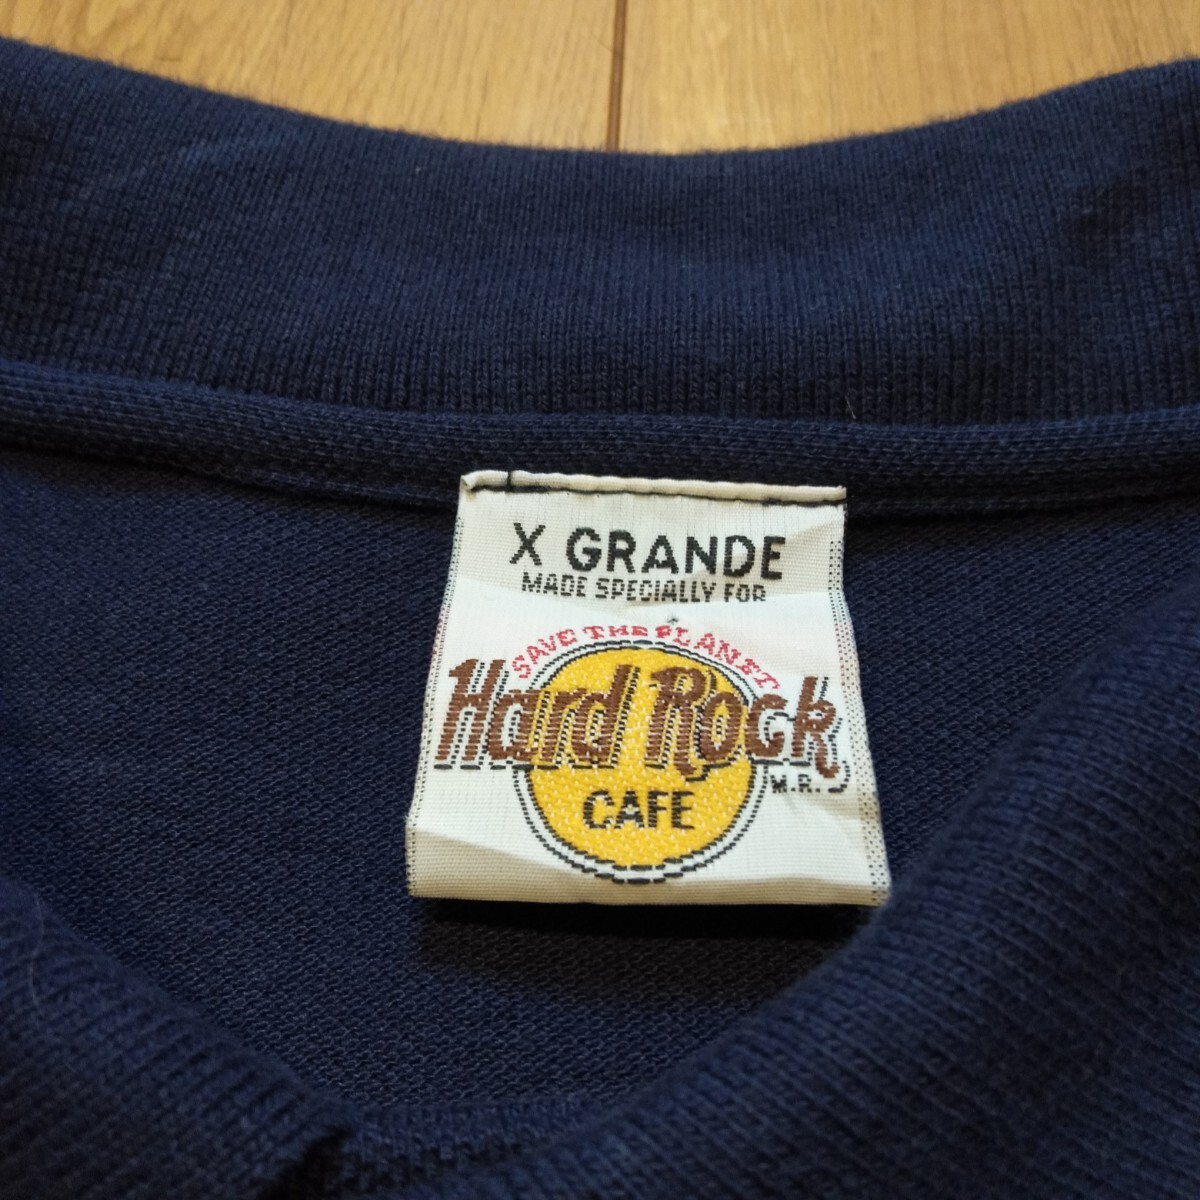 X GRANDE
MADE SPECIALLY FOR
SAVE THE PLANET
Hard Rock
M.R.
CAFE